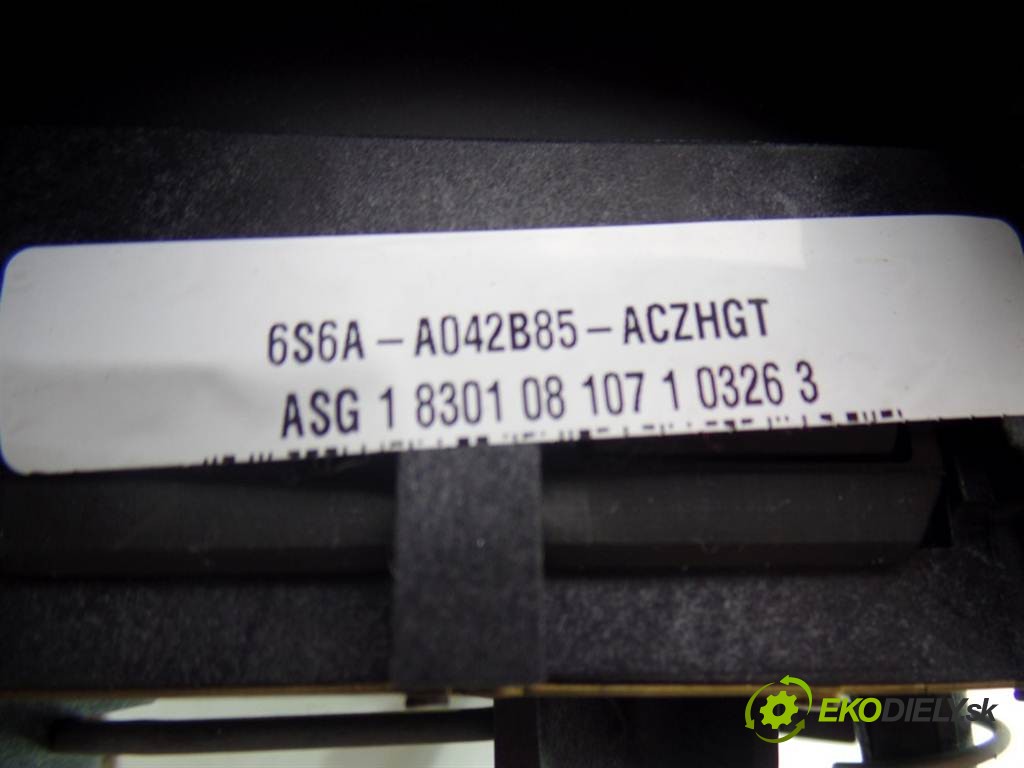 6S6A-A042B85-ACZHGT
ASG 1 8301 08 107 1 0326 3
EKODIELY.sk